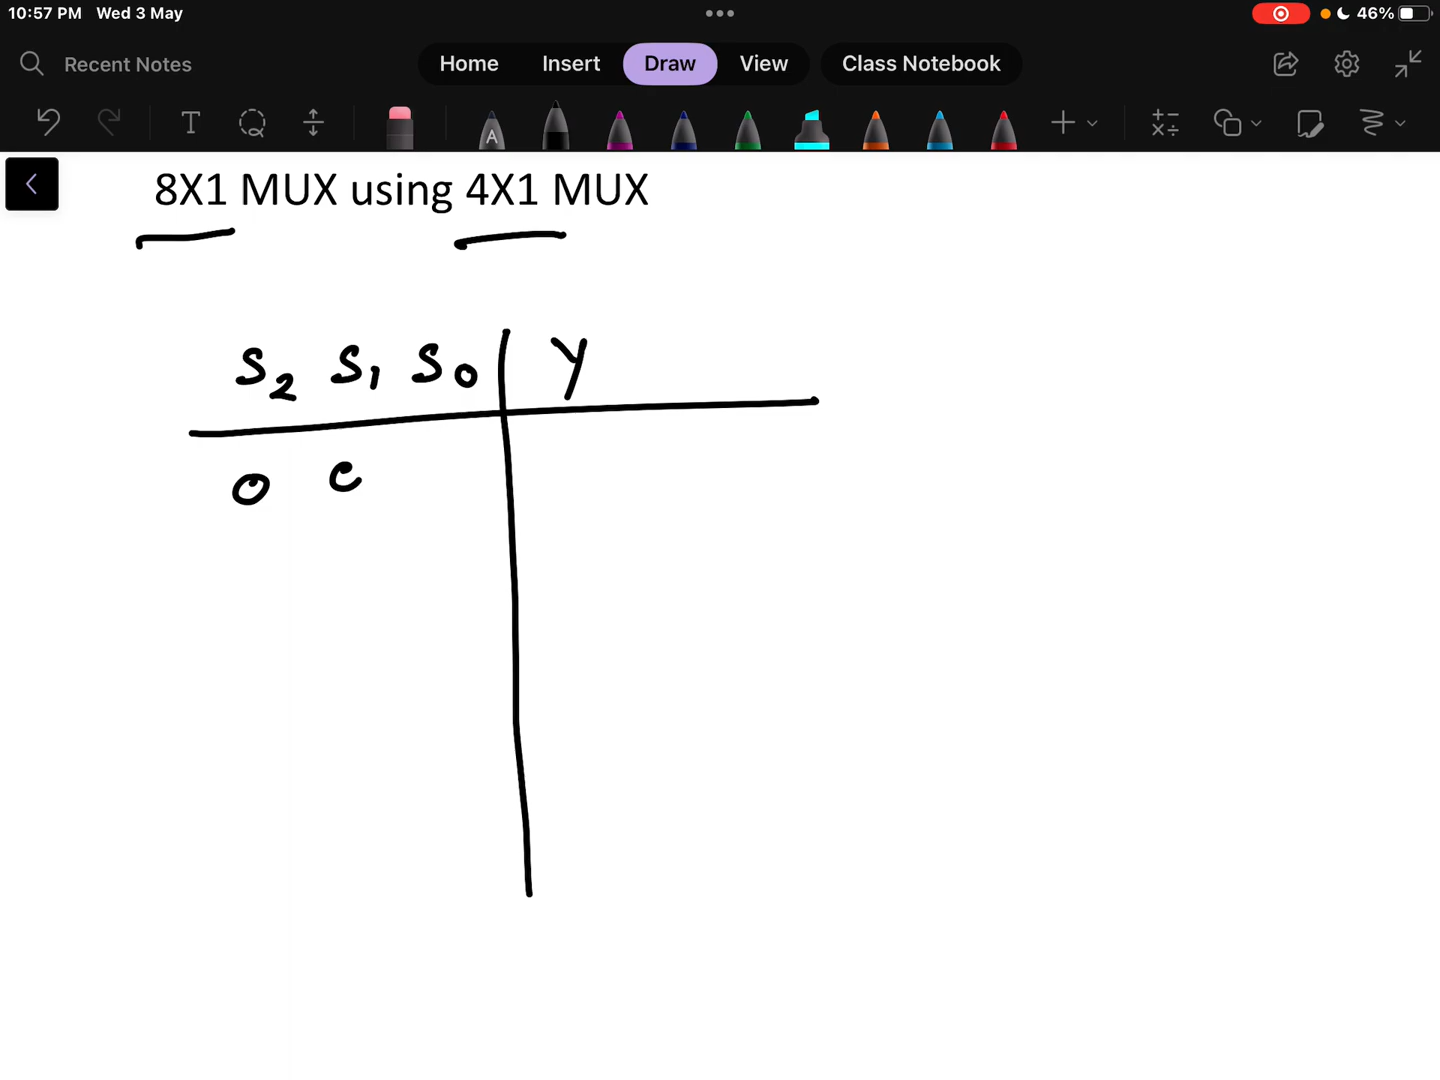 10:57 PM Wed 3 May 46%
Recent Notes Home Insert Draw View Class Notebook
T A
8X1 MUX using 4X1 MUX
S2 S1 S0 Y
0